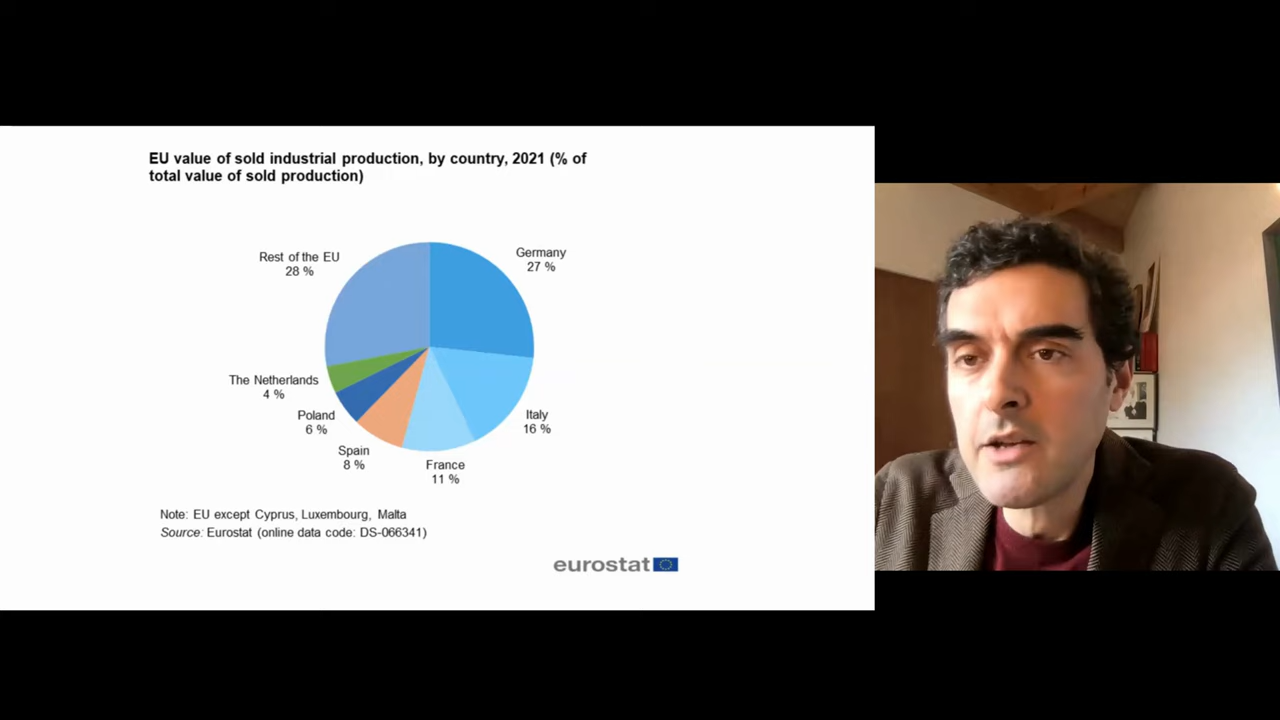 EU value of sold industrial production, by country, 2021 (% of
total value of sold production)
Rest of the EU
28 %
Germany
27 %
The Netherlands
4 %
Poland
6 %
Italy
16 %
Spain
8 %
France
11 %
Note: EU except Cyprus, Luxembourg, Malta
Source: Eurostat (online data code: DS-066341)
eurostat